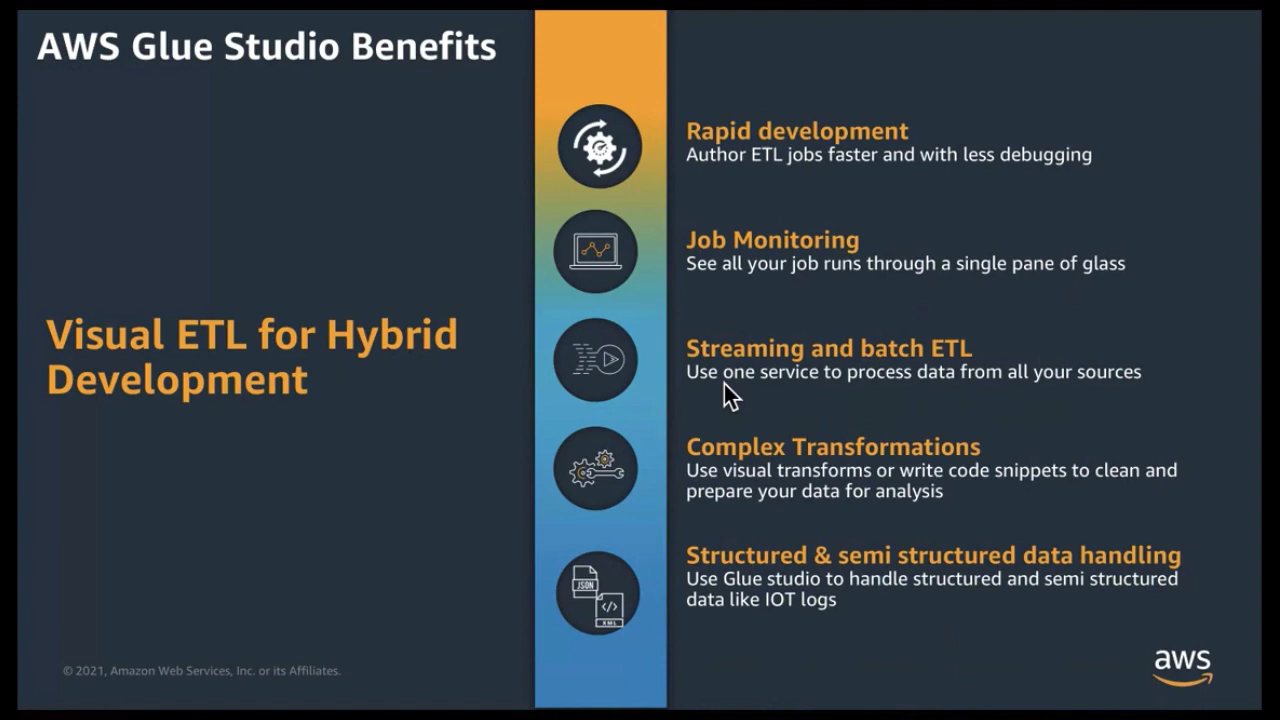 AWS Glue Studio Benefits
Visual ETL for Hybrid
Development
Rapid development
Author ETL jobs faster and with less debugging
Job Monitoring
See all your job runs through a single pane of glass
Streaming and batch ETL
Use one service to process data from all your sources
Complex Transformations
Use visual transforms or write code snippets to clean and
prepare your data for analysis
JSON
</>
XML
Structured & semi structured data handling
Use Glue studio to handle structured and semi structured
data like IOT logs
© 2021, Amazon Web Services, Inc. or its Affiliates.
aws